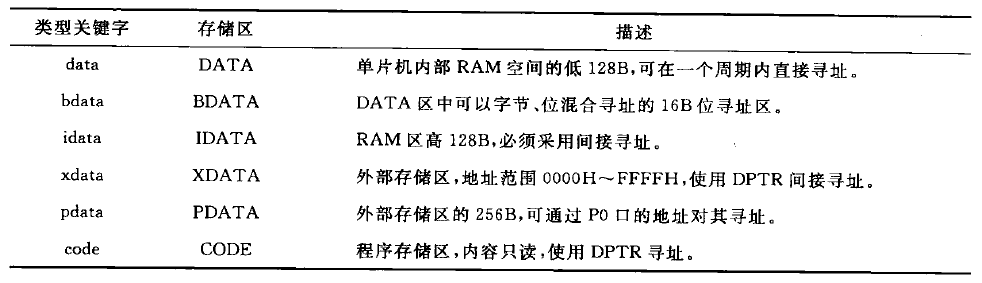 类型关键字 存储区 描述
data DATA 单片机内部 RAM 空间的低 128B,可在一个周期内直接寻址。
bdata BDATA DATA 区中可以字节、位混合寻址的 16B 位寻址区。
idata IDATA RAM 区高 128B,必须采用间接寻址。
xdata XDATA 外部存储区,地址范围 0000H～FFFFH,使用 DPTR 间接寻址。
pdata PDATA 外部存储区的 256B,可通过 P0 口的地址对其寻址。
code CODE 程序存储区,内容只读,使用 DPTR 寻址。